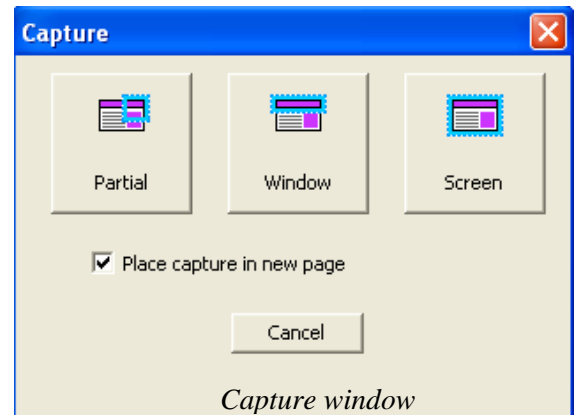 Capture
Partial Window Screen
Place capture in new page
Cancel
Capture window